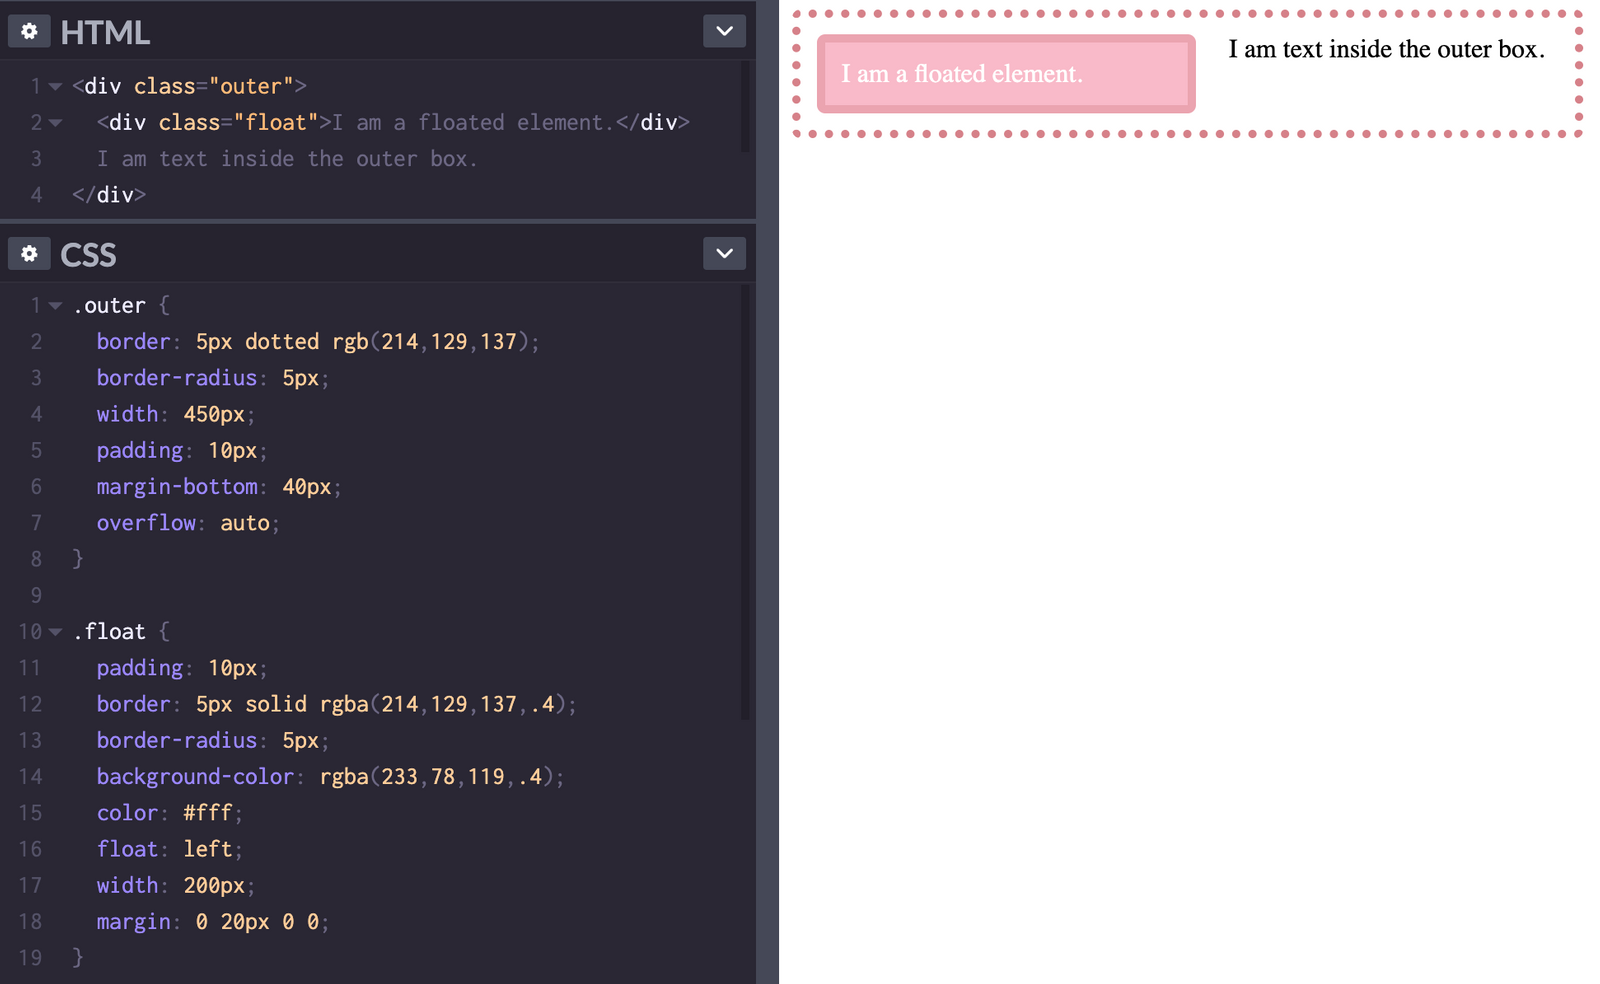 HTML
1 <div class="outer">
2 <div class="float">I am a floated element.</div>
3 I am text inside the outer box.
4 </div>
CSS
1 .outer {
2 border: 5px dotted rgb(214,129,137);
3 border-radius: 5px;
4 width: 450px;
5 padding: 10px;
6 margin-bottom: 40px;
7 overflow: auto;
8 }
9
10 .float {
11 padding: 10px;
12 border: 5px solid rgba(214,129,137,.4);
13 border-radius: 5px;
14 background-color: rgba(233,78,119,.4);
15 color: #fff;
16 float: left;
17 width: 200px;
18 margin: 0 20px 0 0;
19 }
I am a floated element.
I am text inside the outer box.